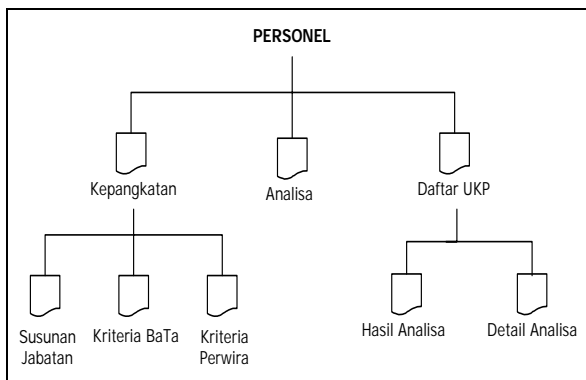 PERSONEL
Kepangkatan
Analisa
Daftar UKP
Susunan
Jabatan
Kriteria BaTa
Kriteria
Perwira
Hasil Analisa
Detail Analisa